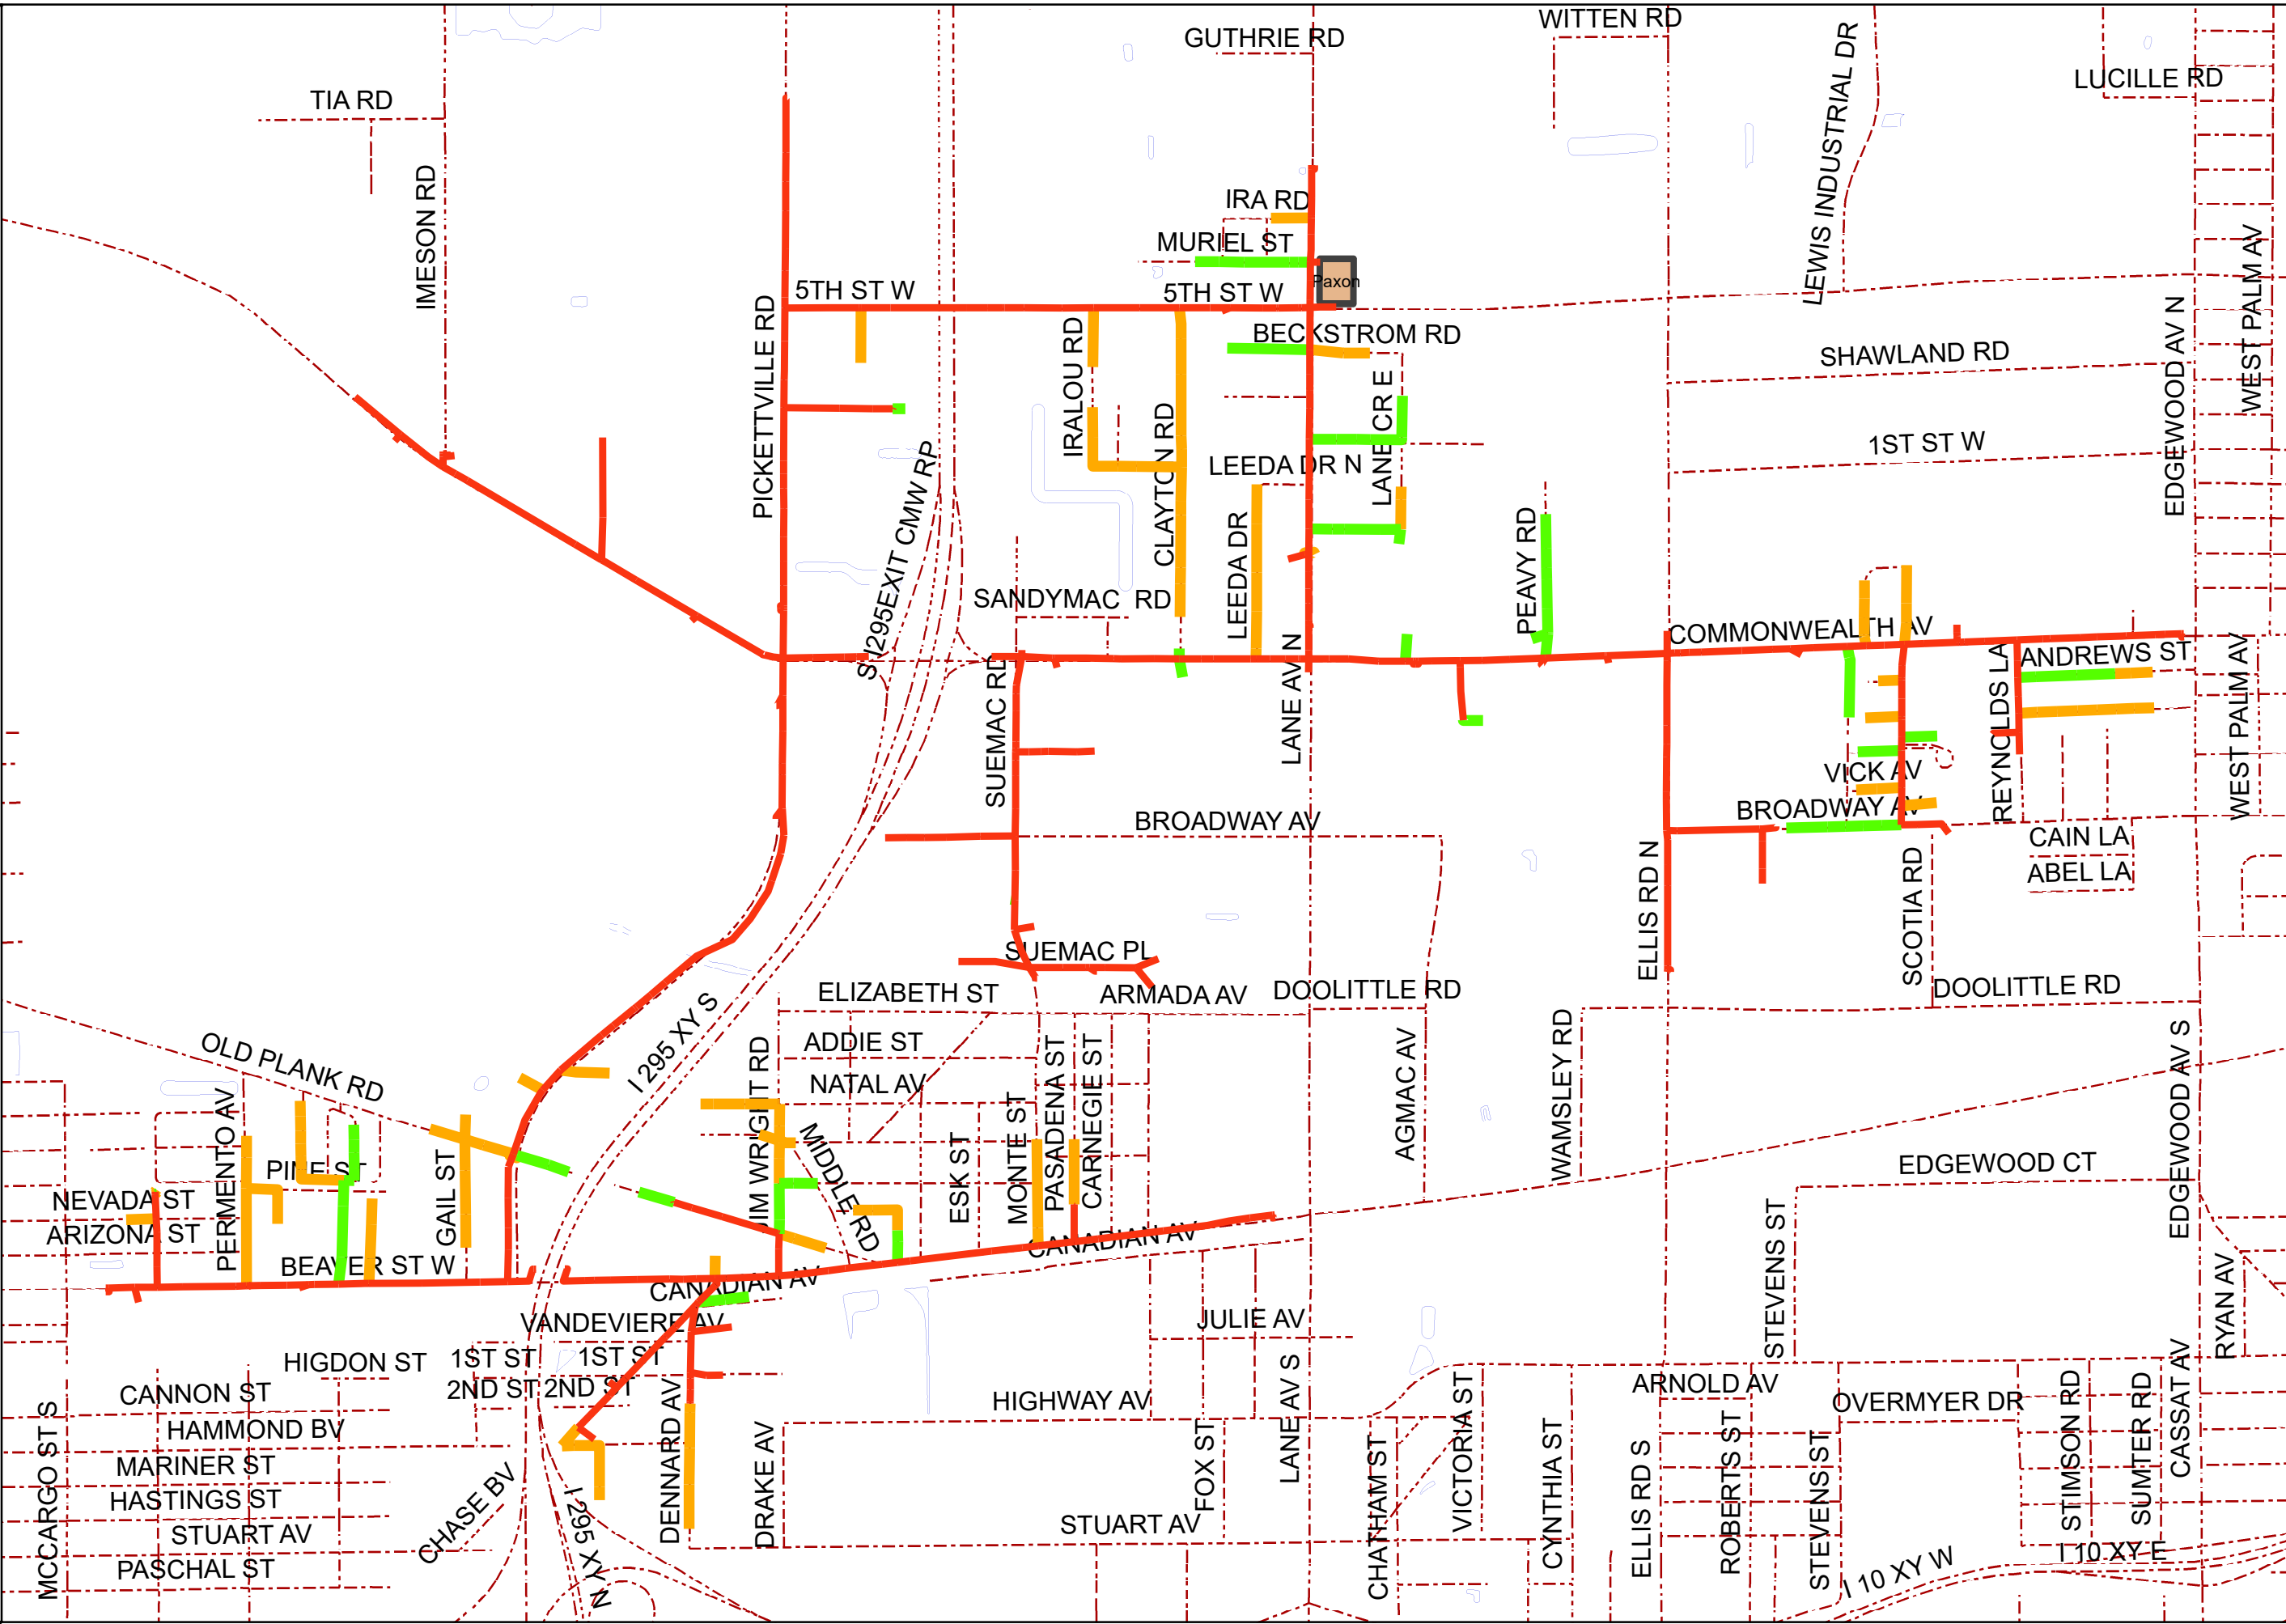 WITTEN RD
GUTHRIE RD
LEWIS INDUSTRIAL DR
LUCILLE RD
TIA RD
IMESON RD
IRA RD
MURIEL ST
WEST PALM AV
Paxon
5TH ST W
5TH ST W
PICKETTVILLE RD
IRALOU RD
BECKSTROM RD
SHAWLAND RD
EDGEWOOD AV N
LANE CR E
CLAYTON RD
1ST ST W
LEEDA DR N
S I295EXIT CMW RP
LEEDA DR
PEAVY RD
SANDYMAC RD
COMMONWEALTH AV
ANDREWS ST
SUEMAC RD
LANE AV N
REYNOLDS LA
WEST PALM AV
VICK AV
BROADWAY AV
BROADWAY AV
CAIN LA
ABEL LA
ELLIS RD N
SCOTIA RD
SUEMAC PL
ELIZABETH ST
ARMADA AV
DOOLITTLE RD
DOOLITTLE RD
I 295 XY S
OLD PLANK RD
ADDIE ST
JIM WRIGHT RD
NATAL AV
PASADENA ST
CARNEGIE ST
AGMAC AV
WAMSLEY RD
EDGEWOOD AV S
PERMENTO AV
PINE ST
GAIL ST
MIDDLE RD
ESK ST
MONTE ST
EDGEWOOD CT
NEVADA ST
ARIZONA ST
BEAVER ST W
CANADIAN AV
CANADIAN AV
STEVENS ST
RYAN AV
VANDEVIERE AV
JULIE AV
HIGDON ST
1ST ST
1ST ST
2ND ST
2ND ST
CANNON ST
HIGHWAY AV
ARNOLD AV
OVERMYER DR
HAMMOND BV
MCCARGO ST S
MARINER ST
HASTINGS ST
STUART AV
PASCHAL ST
CHASE BV
I 295 XY N
DENNARD AV
DRAKE AV
STUART AV
FOX ST
LANE AV S
CHATHAM ST
VICTORIA ST
CYNTHIA ST
ELLIS RD S
ROBERTS ST
STEVENS ST
STIMSON RD
SUMTER RD
CASSAT AV
I 10 XY W
I 10 XY E